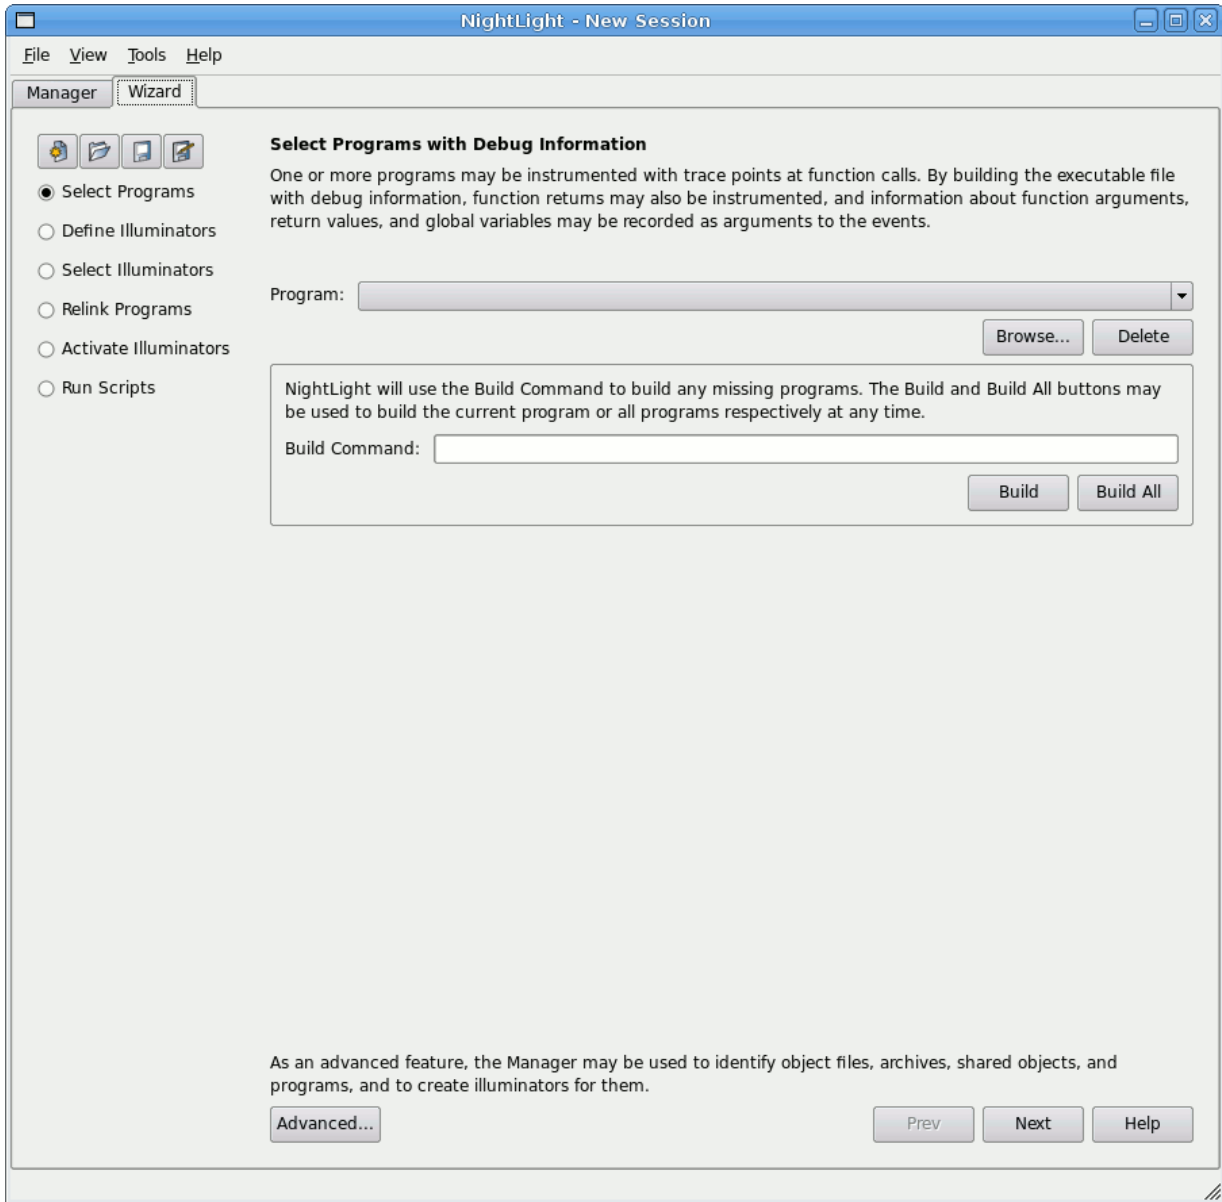 NightLight - New Session
File View Tools Help
Manager Wizard
Select Programs
Define Illuminators
Select Illuminators
Relink Programs
Activate Illuminators
Run Scripts
Select Programs with Debug Information
One or more programs may be instrumented with trace points at function calls. By building the executable file
with debug information, function returns may also be instrumented, and information about function arguments,
return values, and global variables may be recorded as arguments to the events.
Program:
Browse... Delete
NightLight will use the Build Command to build any missing programs. The Build and Build All buttons may
be used to build the current program or all programs respectively at any time.
Build Command:
Build Build All
As an advanced feature, the Manager may be used to identify object files, archives, shared objects, and
programs, and to create illuminators for them.
Advanced... Prev Next Help